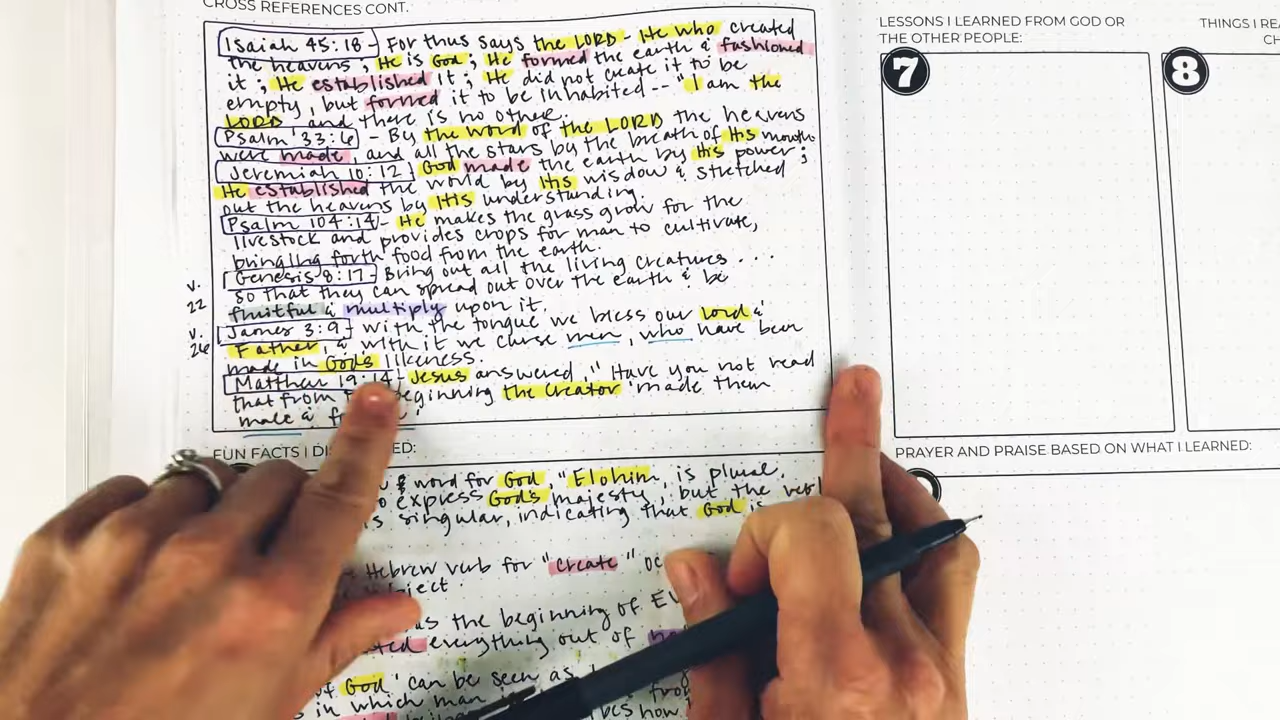 CROSS REFERENCES CONT.
Isaiah 45:18 - For thus says the LORD - He who created
the heavens; He is God; He formed the earth & fashioned
it; He established it; He did not create it to be
empty, but formed it to be inhabited -- "I am the
LORD and there is no other.
Psalm 33:6 - By the word of the LORD the heavens
were made, and all the stars by the breath of His mouth
Jeremiah 10:12 God made the earth by His power;
He established the world by His wisdom & stretched
out the heavens by His understanding.
Psalm 104:14 - He makes the grass grow for the
livestock and provides crops for man to cultivate,
bringing forth food from the earth.
v. 22
Genesis 8:17 - Bring out all the living creatures ...
so that they can spread out over the earth & be
fruitful & multiply upon it.
v. 26
James 3:9 - with the tongue we bless our Lord &
Father & with it we curse men, who have been
made in God's likeness.
Matthew 19:14 - Jesus answered, "Have you not read
that from beginning the Creator 'made them
male &
FUN FACTS I
word for God, "Elohim, is plural,
express God's majesty, but the verb
is singular, indicating that God is
Hebrew verb for "create"
the beginning of
everything out of
of God can be seen as
in which man
how
LESSONS I LEARNED FROM GOD OR
THE OTHER PEOPLE:
7
THINGS I
8
PRAYER AND PRAISE BASED ON WHAT I LEARNED: